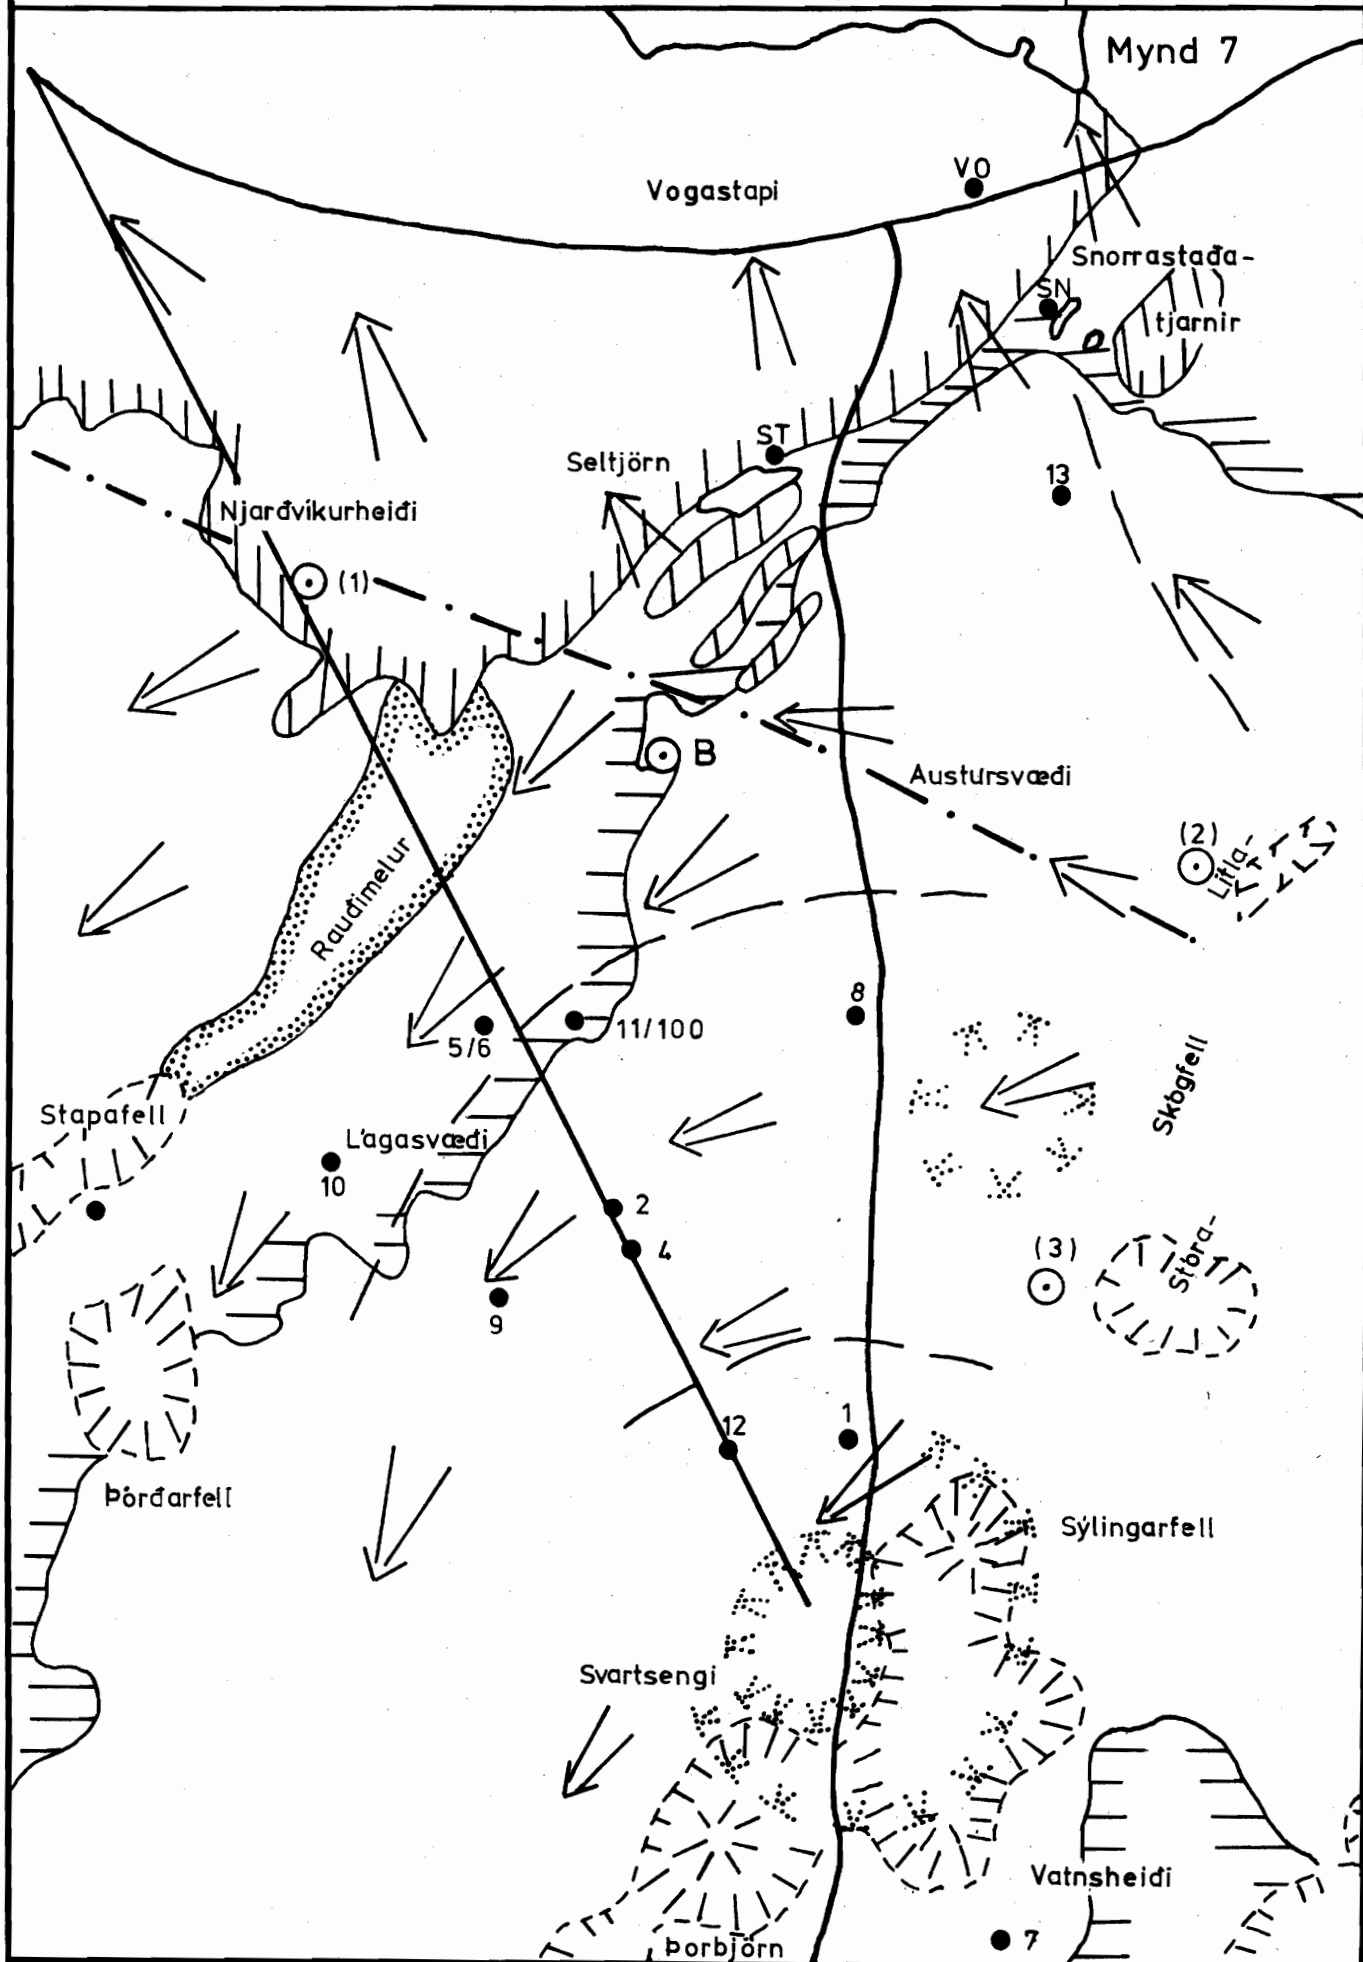 Mynd 7
VO
Vogastapi
Snorrastaða-
SN
tjarnir
ST
Seltjörn
13
Njarðvíkurheiði
(1)
B
Austursvæði
(2)
Litla-
Rauðimelur
8
11/100
5/6
Skógfell
Stapafell
Lágasvæði
10
2
Stóra-
4
(3)
9
1
12
Þórðarfell
Sýlingarfell
Svartsengi
Vatnsheiði
Þorbjörn
7